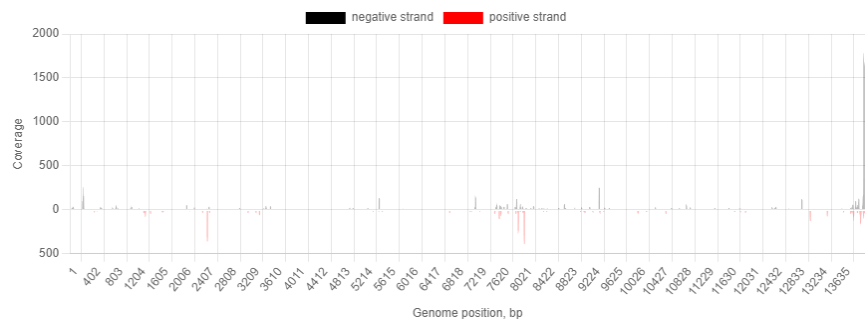 negative strand positive strand
2000
1500
1000
500
0
500
Coverage
1 402 803 1204 1605 2006 2407 2808 3209 3610 4011 4412 4813 5214 5615 6016 6417 6818 7219 7620 8021 8422 8823 9224 9625 10026 10427 10828 11229 11630 12031 12432 12833 13234 13635
Genome position, bp